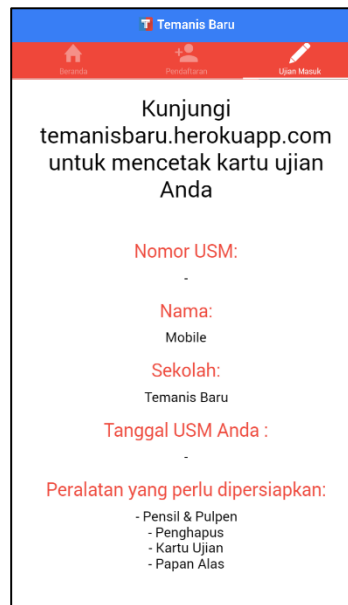 Temanis Baru
Beranda
Pendaftaran
Ujian Masuk
Kunjungi
temanisbaru.herokuapp.com
untuk mencetak kartu ujian
Anda
Nomor USM:
-
Nama:
Mobile
Sekolah:
Temanis Baru
Tanggal USM Anda :
-
Peralatan yang perlu dipersiapkan:
- Pensil & Pulpen
- Penghapus
- Kartu Ujian
- Papan Alas